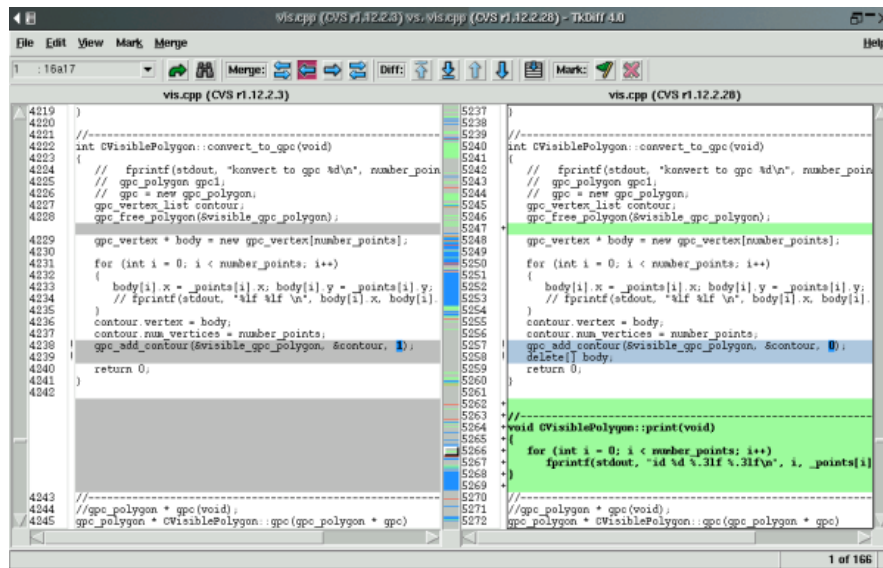 vis.cpp (CVS r1.12.2.3) vs. vis.cpp (CVS r1.12.2.28) - TkDiff 4.0
File Edit View Mark Merge Help
1 : 16a17 Merge: Diff: Mark:
vis.cpp (CVS r1.12.2.3)
4219 }
4220
4221 //----------------------------------------------------
4222 int CVisiblePolygon::convert_to_gpc(void)
4223 {
4224 // fprintf(stdout, "konvert to gpc %d\n", number_poin
4225 // gpc_polygon gpc1;
4226 // gpc = new gpc_polygon;
4227 gpc_vertex_list contour;
4228 gpc_free_polygon(&visible_gpc_polygon);
4229 gpc_vertex * body = new gpc_vertex[number_points];
4230
4231 for (int i = 0; i < number_points; i++)
4232 {
4233 body[i].x = _points[i].x; body[i].y = _points[i].y;
4234 // fprintf(stdout, "%lf %lf \n", body[i].x, body[i].
4235 }
4236 contour.vertex = body;
4237 contour.num_vertices = number_points;
4238 ! gpc_add_contour(&visible_gpc_polygon, &contour, 1);
4239 !
4240 return 0;
4241 }
4242
4243 //----------------------------------------------------
4244 //gpc_polygon * gpc(void);
4245 gpc_polygon * CVisiblePolygon::gpc(gpc_polygon * gpc)
vis.cpp (CVS r1.12.2.28)
5237 }
5238
5239 //----------------------------------------------------
5240 int CVisiblePolygon::convert_to_gpc(void)
5241 {
5242 // fprintf(stdout, "konvert to gpc %d\n", number_poin
5243 // gpc_polygon gpc1;
5244 // gpc = new gpc_polygon;
5245 gpc_vertex_list contour;
5246 gpc_free_polygon(&visible_gpc_polygon);
5247 +
5248 gpc_vertex * body = new gpc_vertex[number_points];
5249
5250 for (int i = 0; i < number_points; i++)
5251 {
5252 body[i].x = _points[i].x; body[i].y = _points[i].y;
5253 // fprintf(stdout, "%lf %lf \n", body[i].x, body[i].
5254 }
5255 contour.vertex = body;
5256 contour.num_vertices = number_points;
5257 ! gpc_add_contour(&visible_gpc_polygon, &contour, 0);
5258 ! delete[] body;
5259 return 0;
5260 }
5261
5262 +
5263 +//----------------------------------------------------
5264 +void CVisiblePolygon::print(void)
5265 +{
5266 + for (int i = 0; i < number_points; i++)
5267 + fprintf(stdout, "id %d %.3lf %.3lf\n", i, _points[i]
5268 +}
5269 +
5270 //----------------------------------------------------
5271 //gpc_polygon * gpc(void);
5272 gpc_polygon * CVisiblePolygon::gpc(gpc_polygon * gpc)
1 of 166